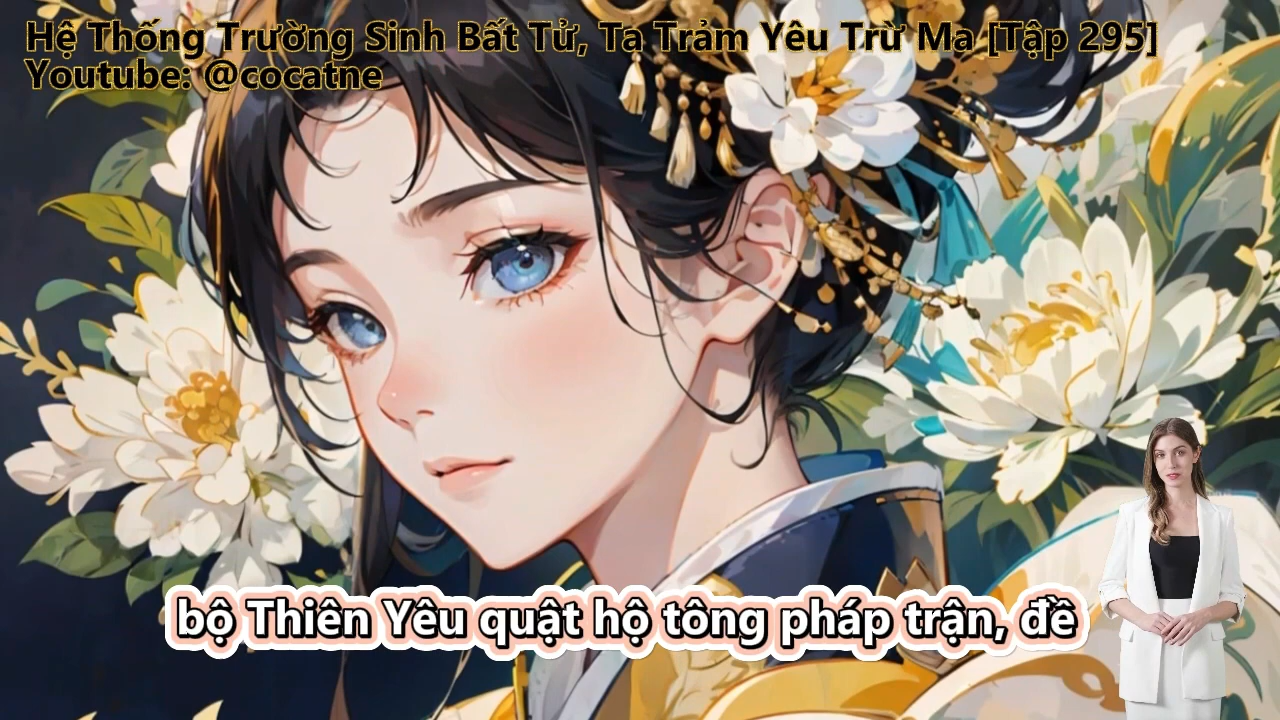 Hệ Thống Trường Sinh Bất Tử, Ta Trảm Yêu Trừ Ma [Tập 295]
Youtube: @cocatne
bộ Thiên Yêu quật hộ tông pháp trận, đề